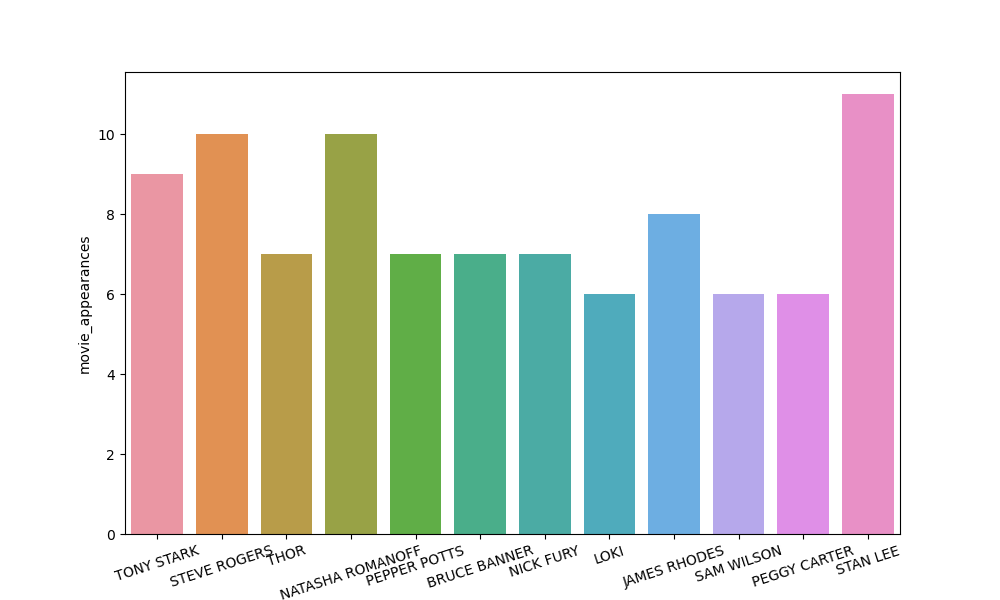 movie_appearances
10
8
6
4
2
0
TONY STARK
STEVE ROGERS
THOR
NATASHA ROMANOFF
PEPPER POTTS
BRUCE BANNER
NICK FURY
LOKI
JAMES RHODES
SAM WILSON
PEGGY CARTER
STAN LEE